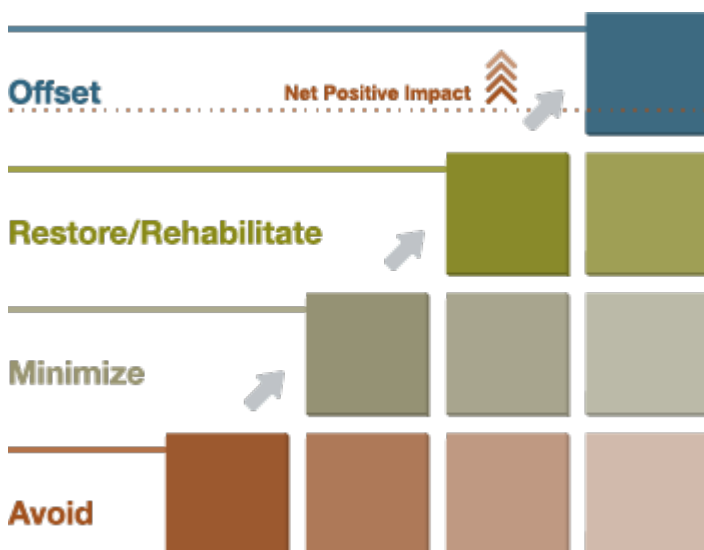 Offset
Net Positive Impact
Restore/Rehabilitate
Minimize
Avoid